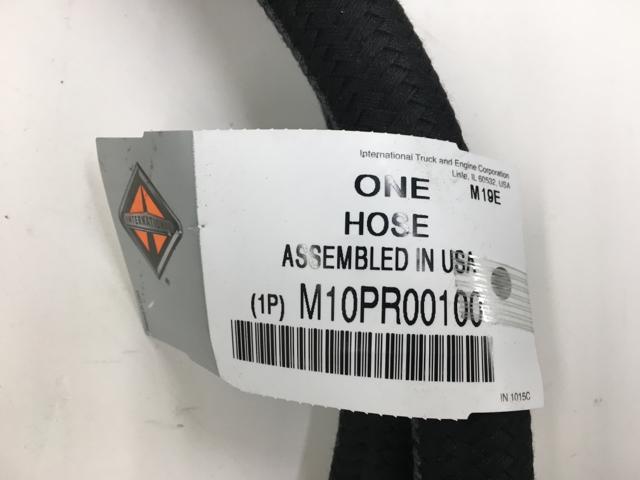 International Truck and Engine Corporation
Lisle, IL 60532, USA
ONE M19E
HOSE
ASSEMBLED IN USA
(1P) M10PR00100
IN 1015C
INTERNATIONAL